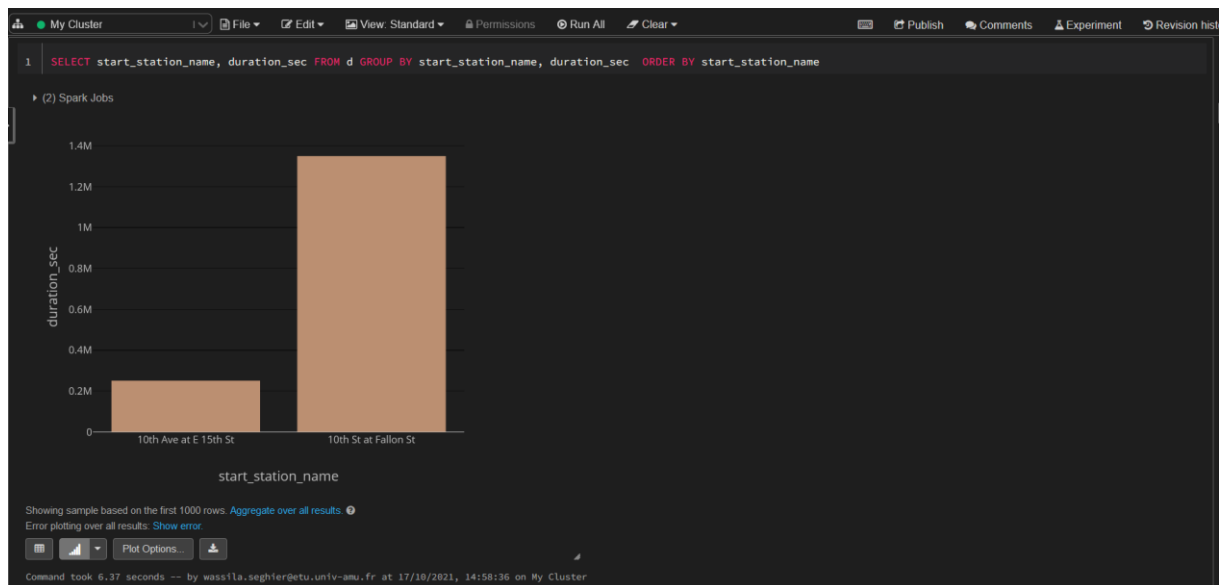 My Cluster File Edit View: Standard Permissions Run All Clear Publish Comments Experiment Revision hist
1 SELECT start_station_name, duration_sec FROM d GROUP BY start_station_name, duration_sec ORDER BY start_station_name
(2) Spark Jobs
1.4M
1.2M
1M
0.8M
0.6M
0.4M
0.2M
0
duration_sec
10th Ave at E 15th St 10th St at Fallon St
start_station_name
Showing sample based on the first 1000 rows. Aggregate over all results.
Error plotting over all results: Show error.
Plot Options...
Command took 6.37 seconds -- by wassila.seghier@etu.univ-amu.fr at 17/10/2021, 14:58:36 on My Cluster